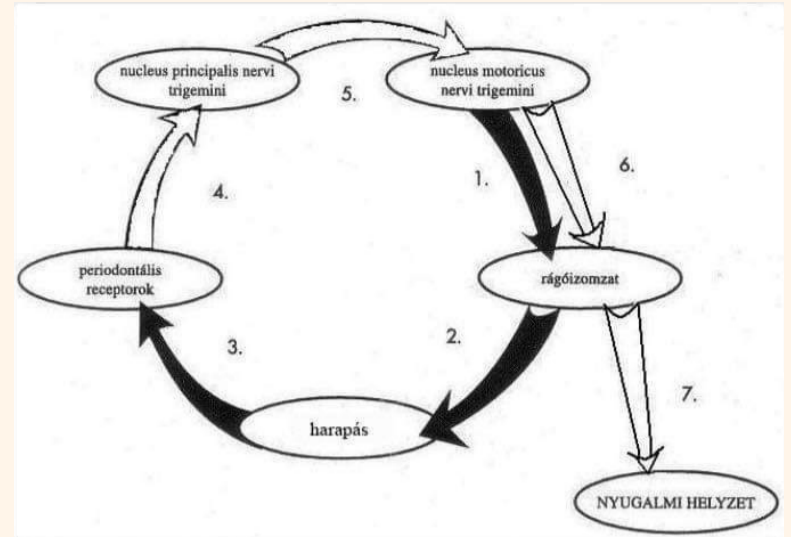 nucleus principalis nervi
trigemini
nucleus motoricus
nervi trigemini
5.
1.
6.
4.
periodontális
receptorok
rágóizomzat
3.
2.
7.
harapás
NYUGALMI HELYZET